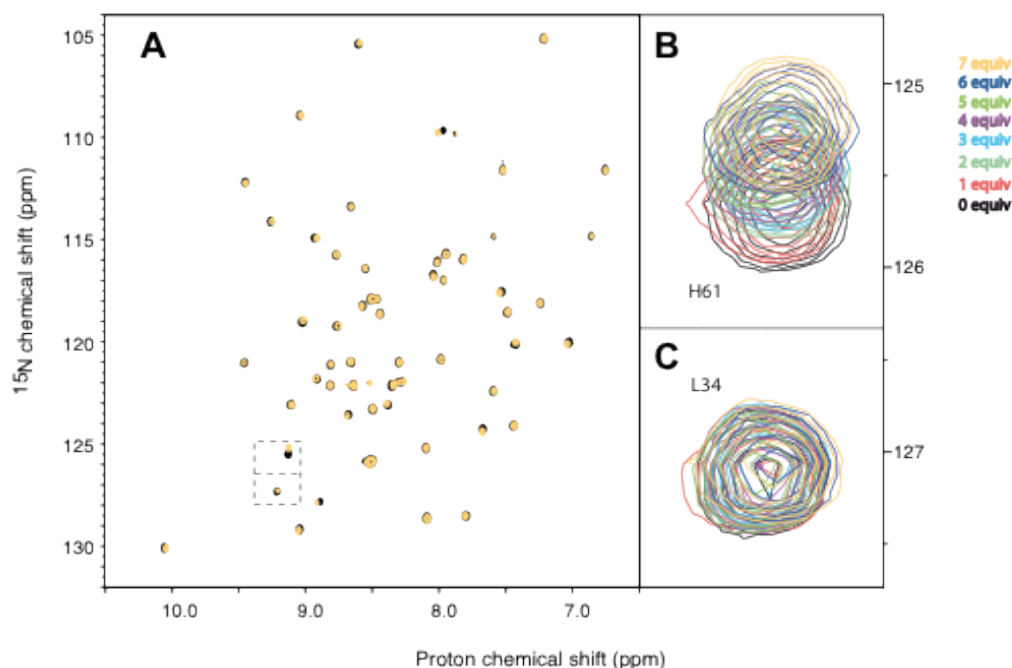 A
105
110
115
120
125
130
10.0 9.0 8.0 7.0
15N chemical shift (ppm)
Proton chemical shift (ppm)
B
H61
125
126
C
L34
127
7 equiv
6 equiv
5 equiv
4 equiv
3 equiv
2 equiv
1 equiv
0 equiv